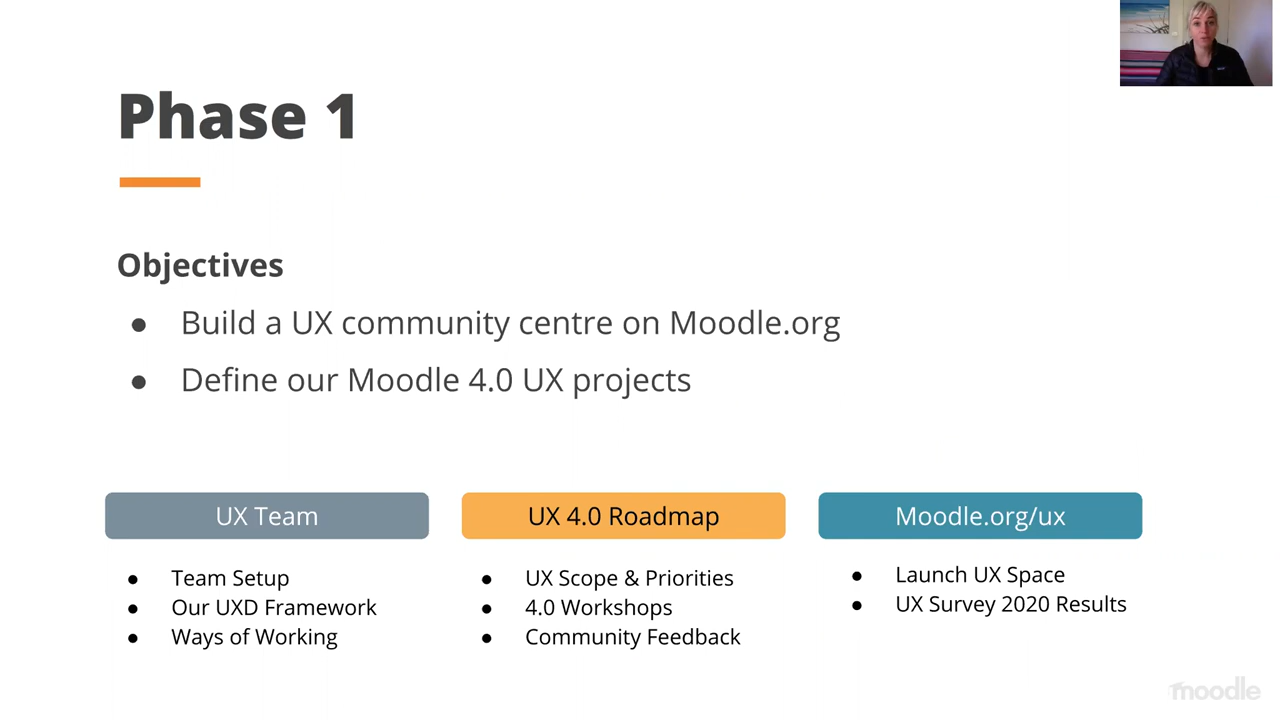 Phase 1
Objectives
● Build a UX community centre on Moodle.org
● Define our Moodle 4.0 UX projects
UX Team
● Team Setup
● Our UXD Framework
● Ways of Working
UX 4.0 Roadmap
● UX Scope & Priorities
● 4.0 Workshops
● Community Feedback
Moodle.org/ux
● Launch UX Space
● UX Survey 2020 Results
moodle